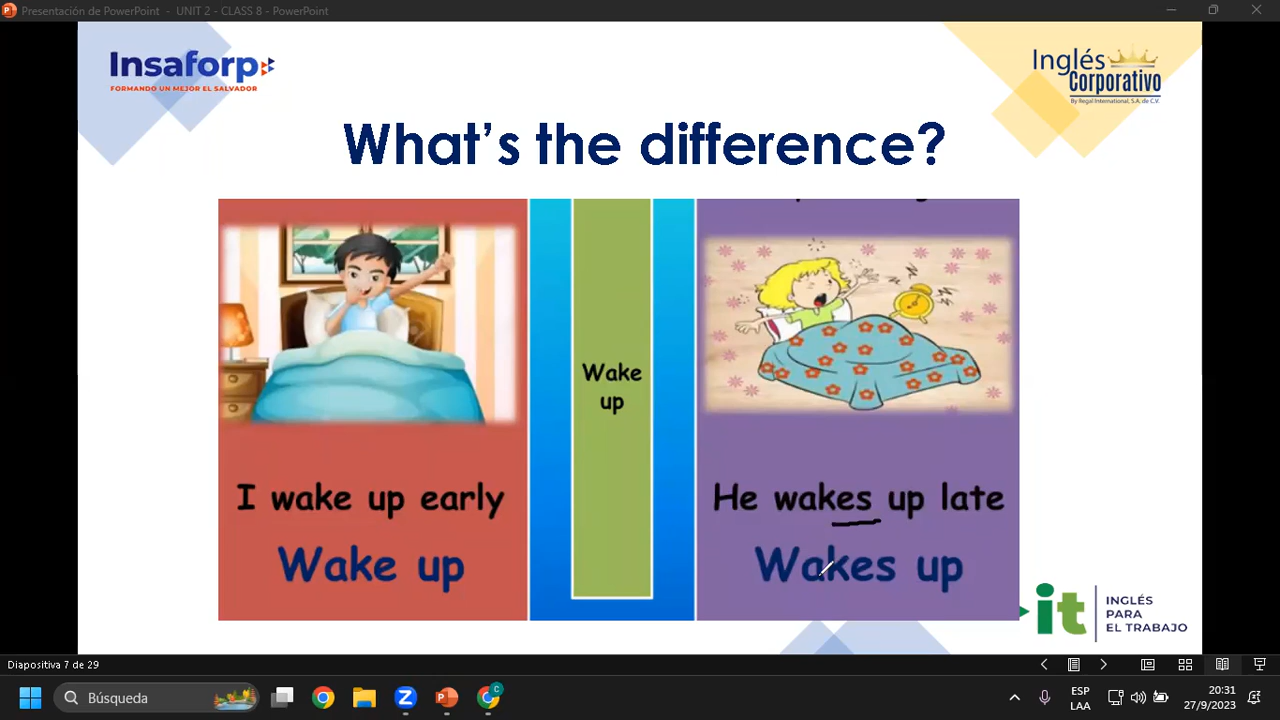 Presentación de PowerPoint - UNIT 2 - CLASS 8 - PowerPoint
Insaforp
FORMANDO UN MEJOR EL SALVADOR
Inglés
Corporativo
By Regal International, S.A. de C.V.
What's the difference?
Wake
up
I wake up early
Wake up
He wakes up late
Wakes up
it
INGLÉS
PARA
EL TRABAJO
Diapositiva 7 de 29
Búsqueda
C
ESP
LAA
20:31
27/9/2023